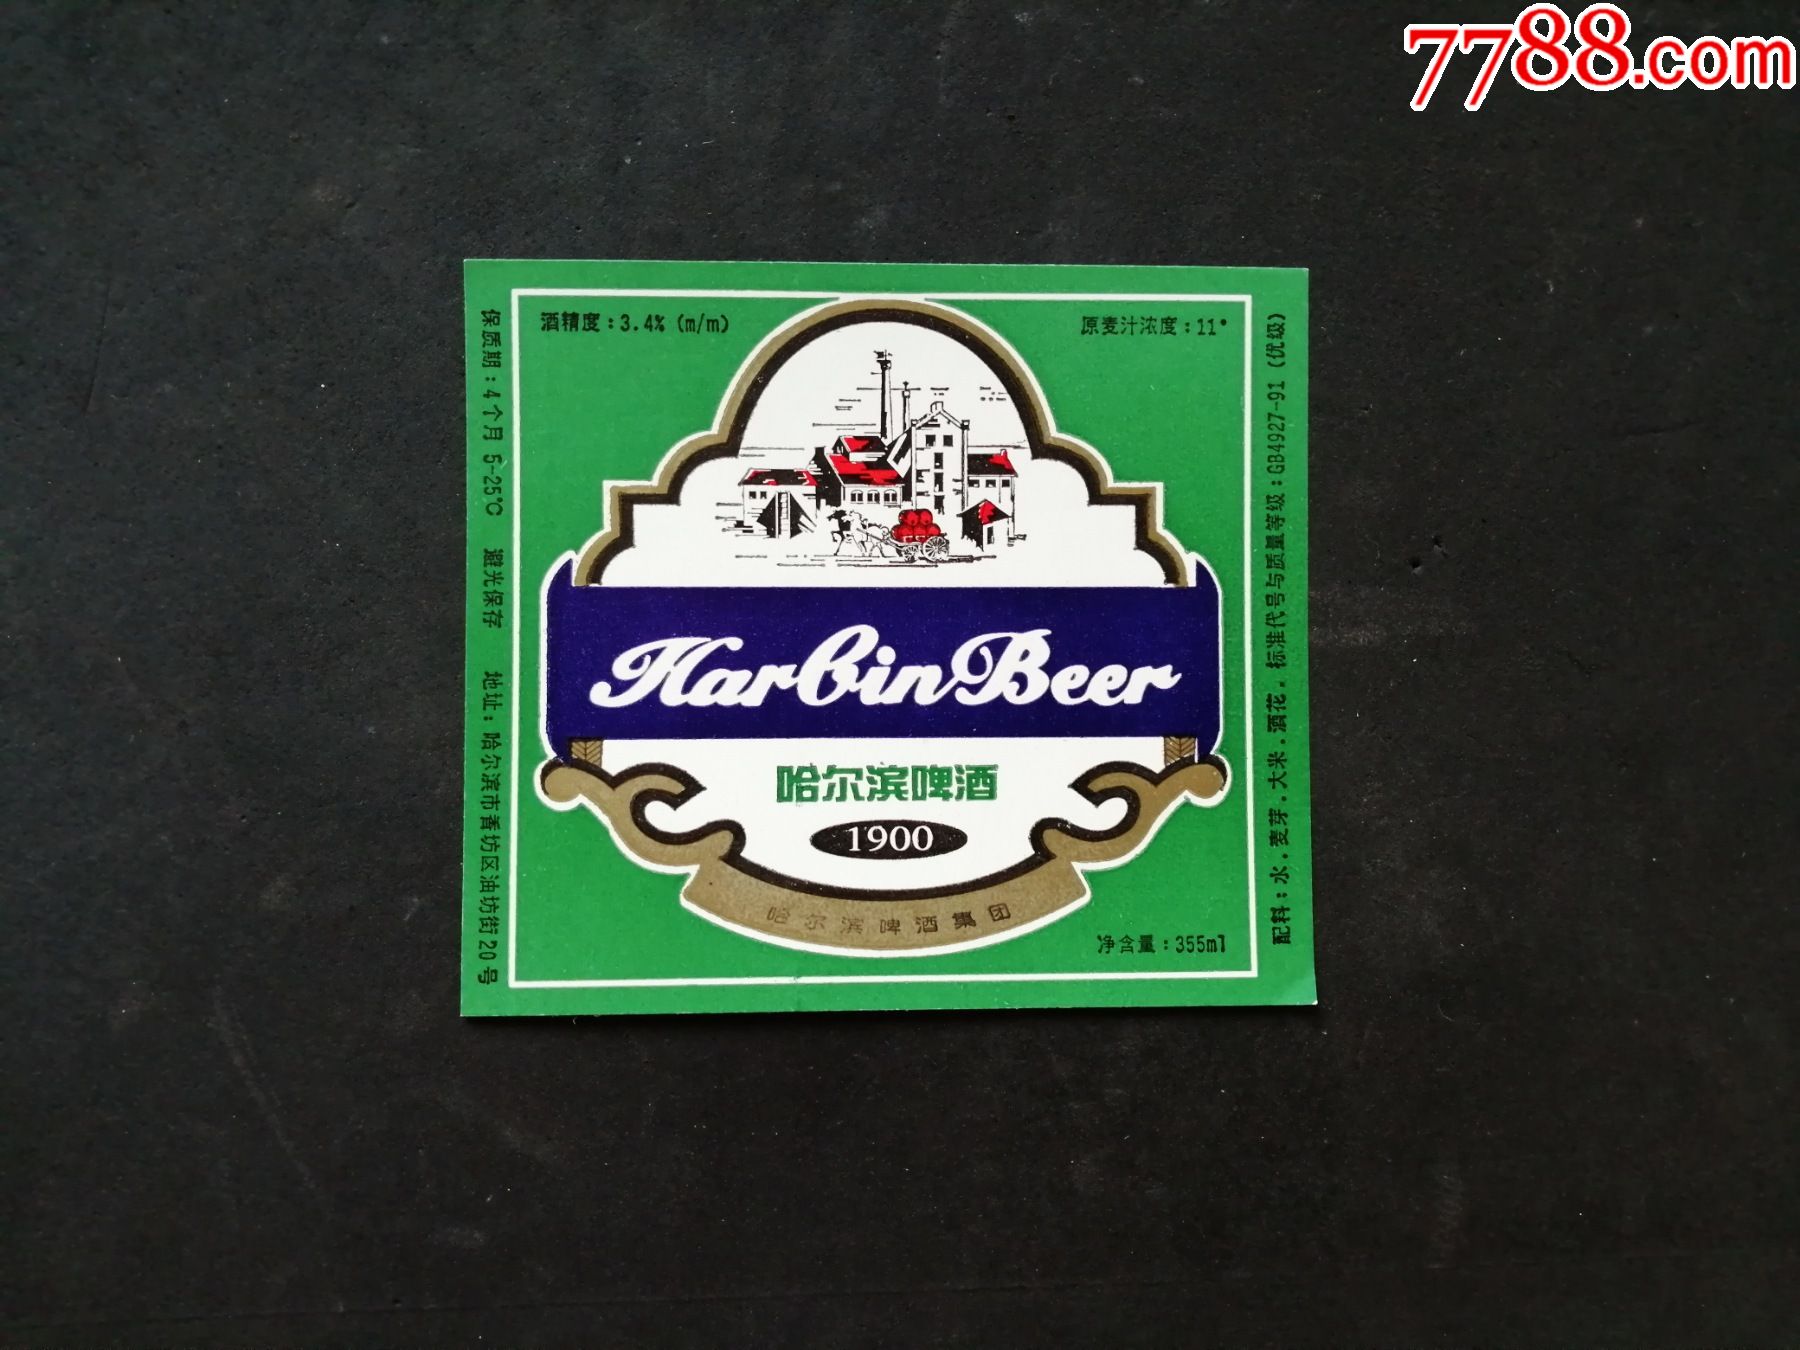 7788.com
酒精度:3.4% (m/m)
原麦汁浓度:11°
保质期:4个月 5-25℃ 避光保存 地址:哈尔滨市香坊区油坊街20号
HarbinBeer
哈尔滨啤酒
1900
哈尔滨啤酒集团
净含量:355ml
配料:水.麦芽.大米.酒花. 标准代号与质量等级:GB4927-91 (优级)